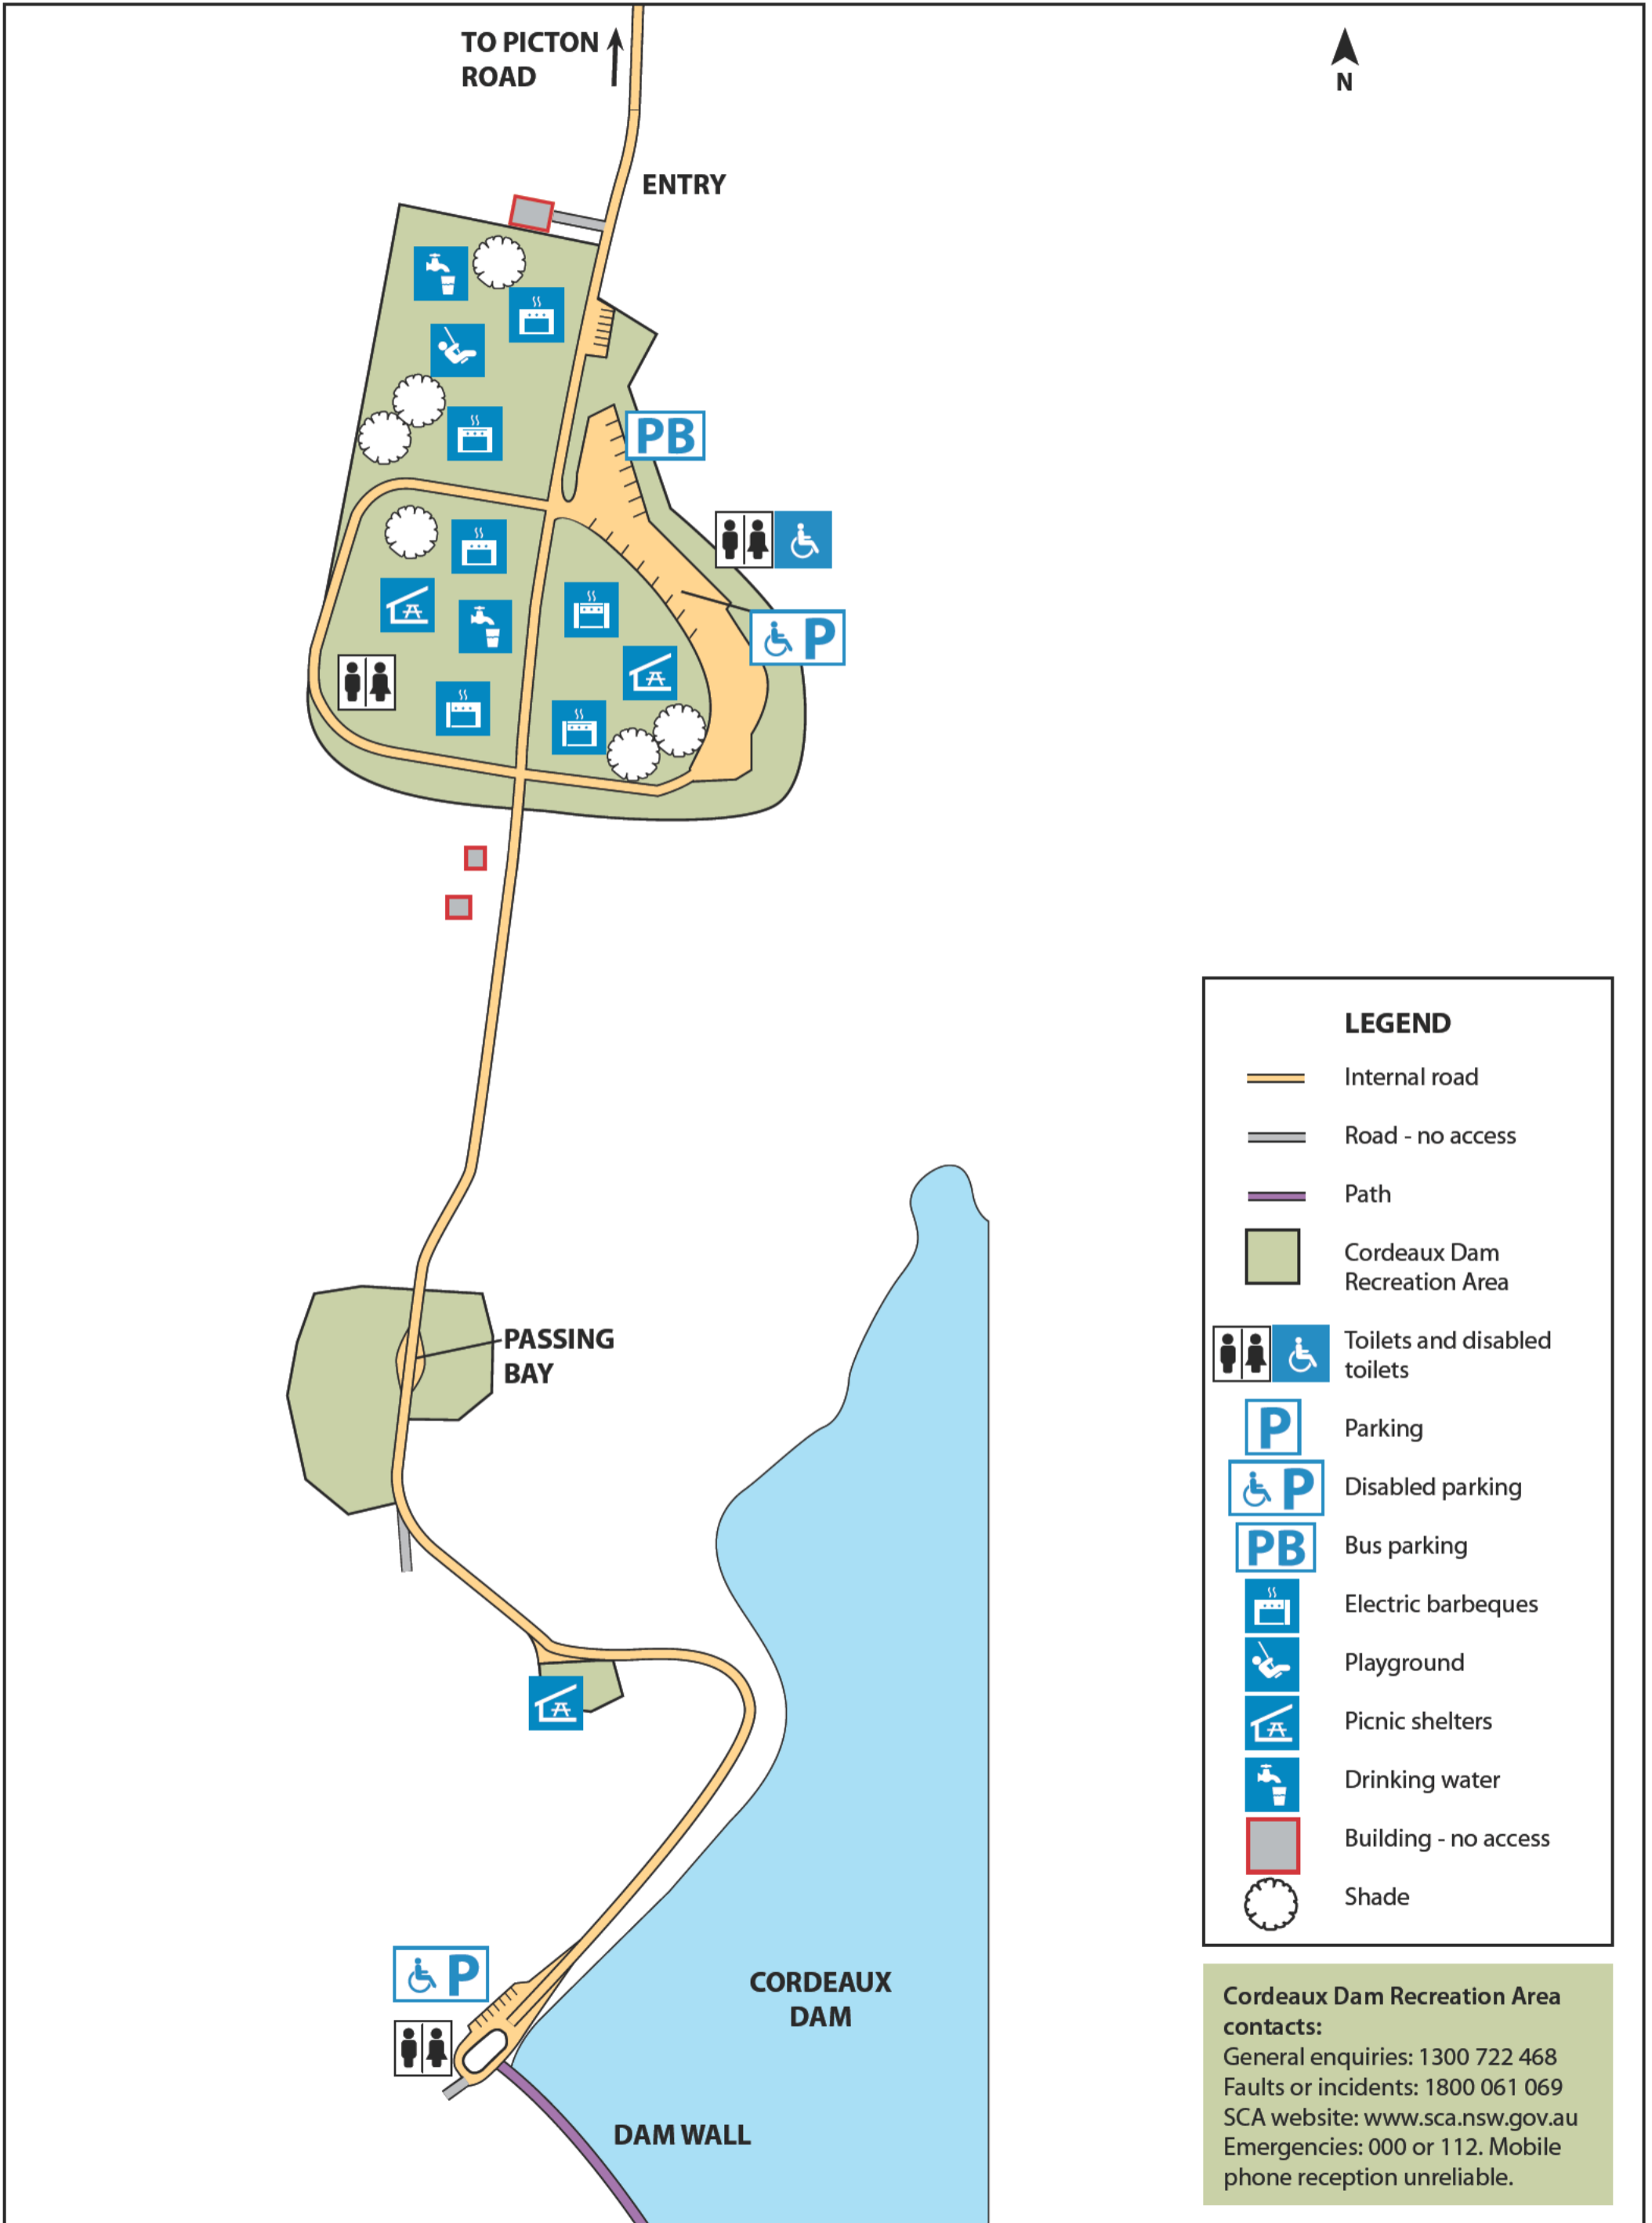 TO PICTON
ROAD
N
ENTRY
PB
P
PASSING
BAY
P
CORDEAUX
DAM
DAM WALL
LEGEND
Internal road
Road - no access
Path
Cordeaux Dam
Recreation Area
Toilets and disabled
toilets
P
Parking
P
Disabled parking
PB
Bus parking
Electric barbeques
Playground
Picnic shelters
Drinking water
Building - no access
Shade
Cordeaux Dam Recreation Area
contacts:
General enquiries: 1300 722 468
Faults or incidents: 1800 061 069
SCA website: www.sca.nsw.gov.au
Emergencies: 000 or 112. Mobile
phone reception unreliable.